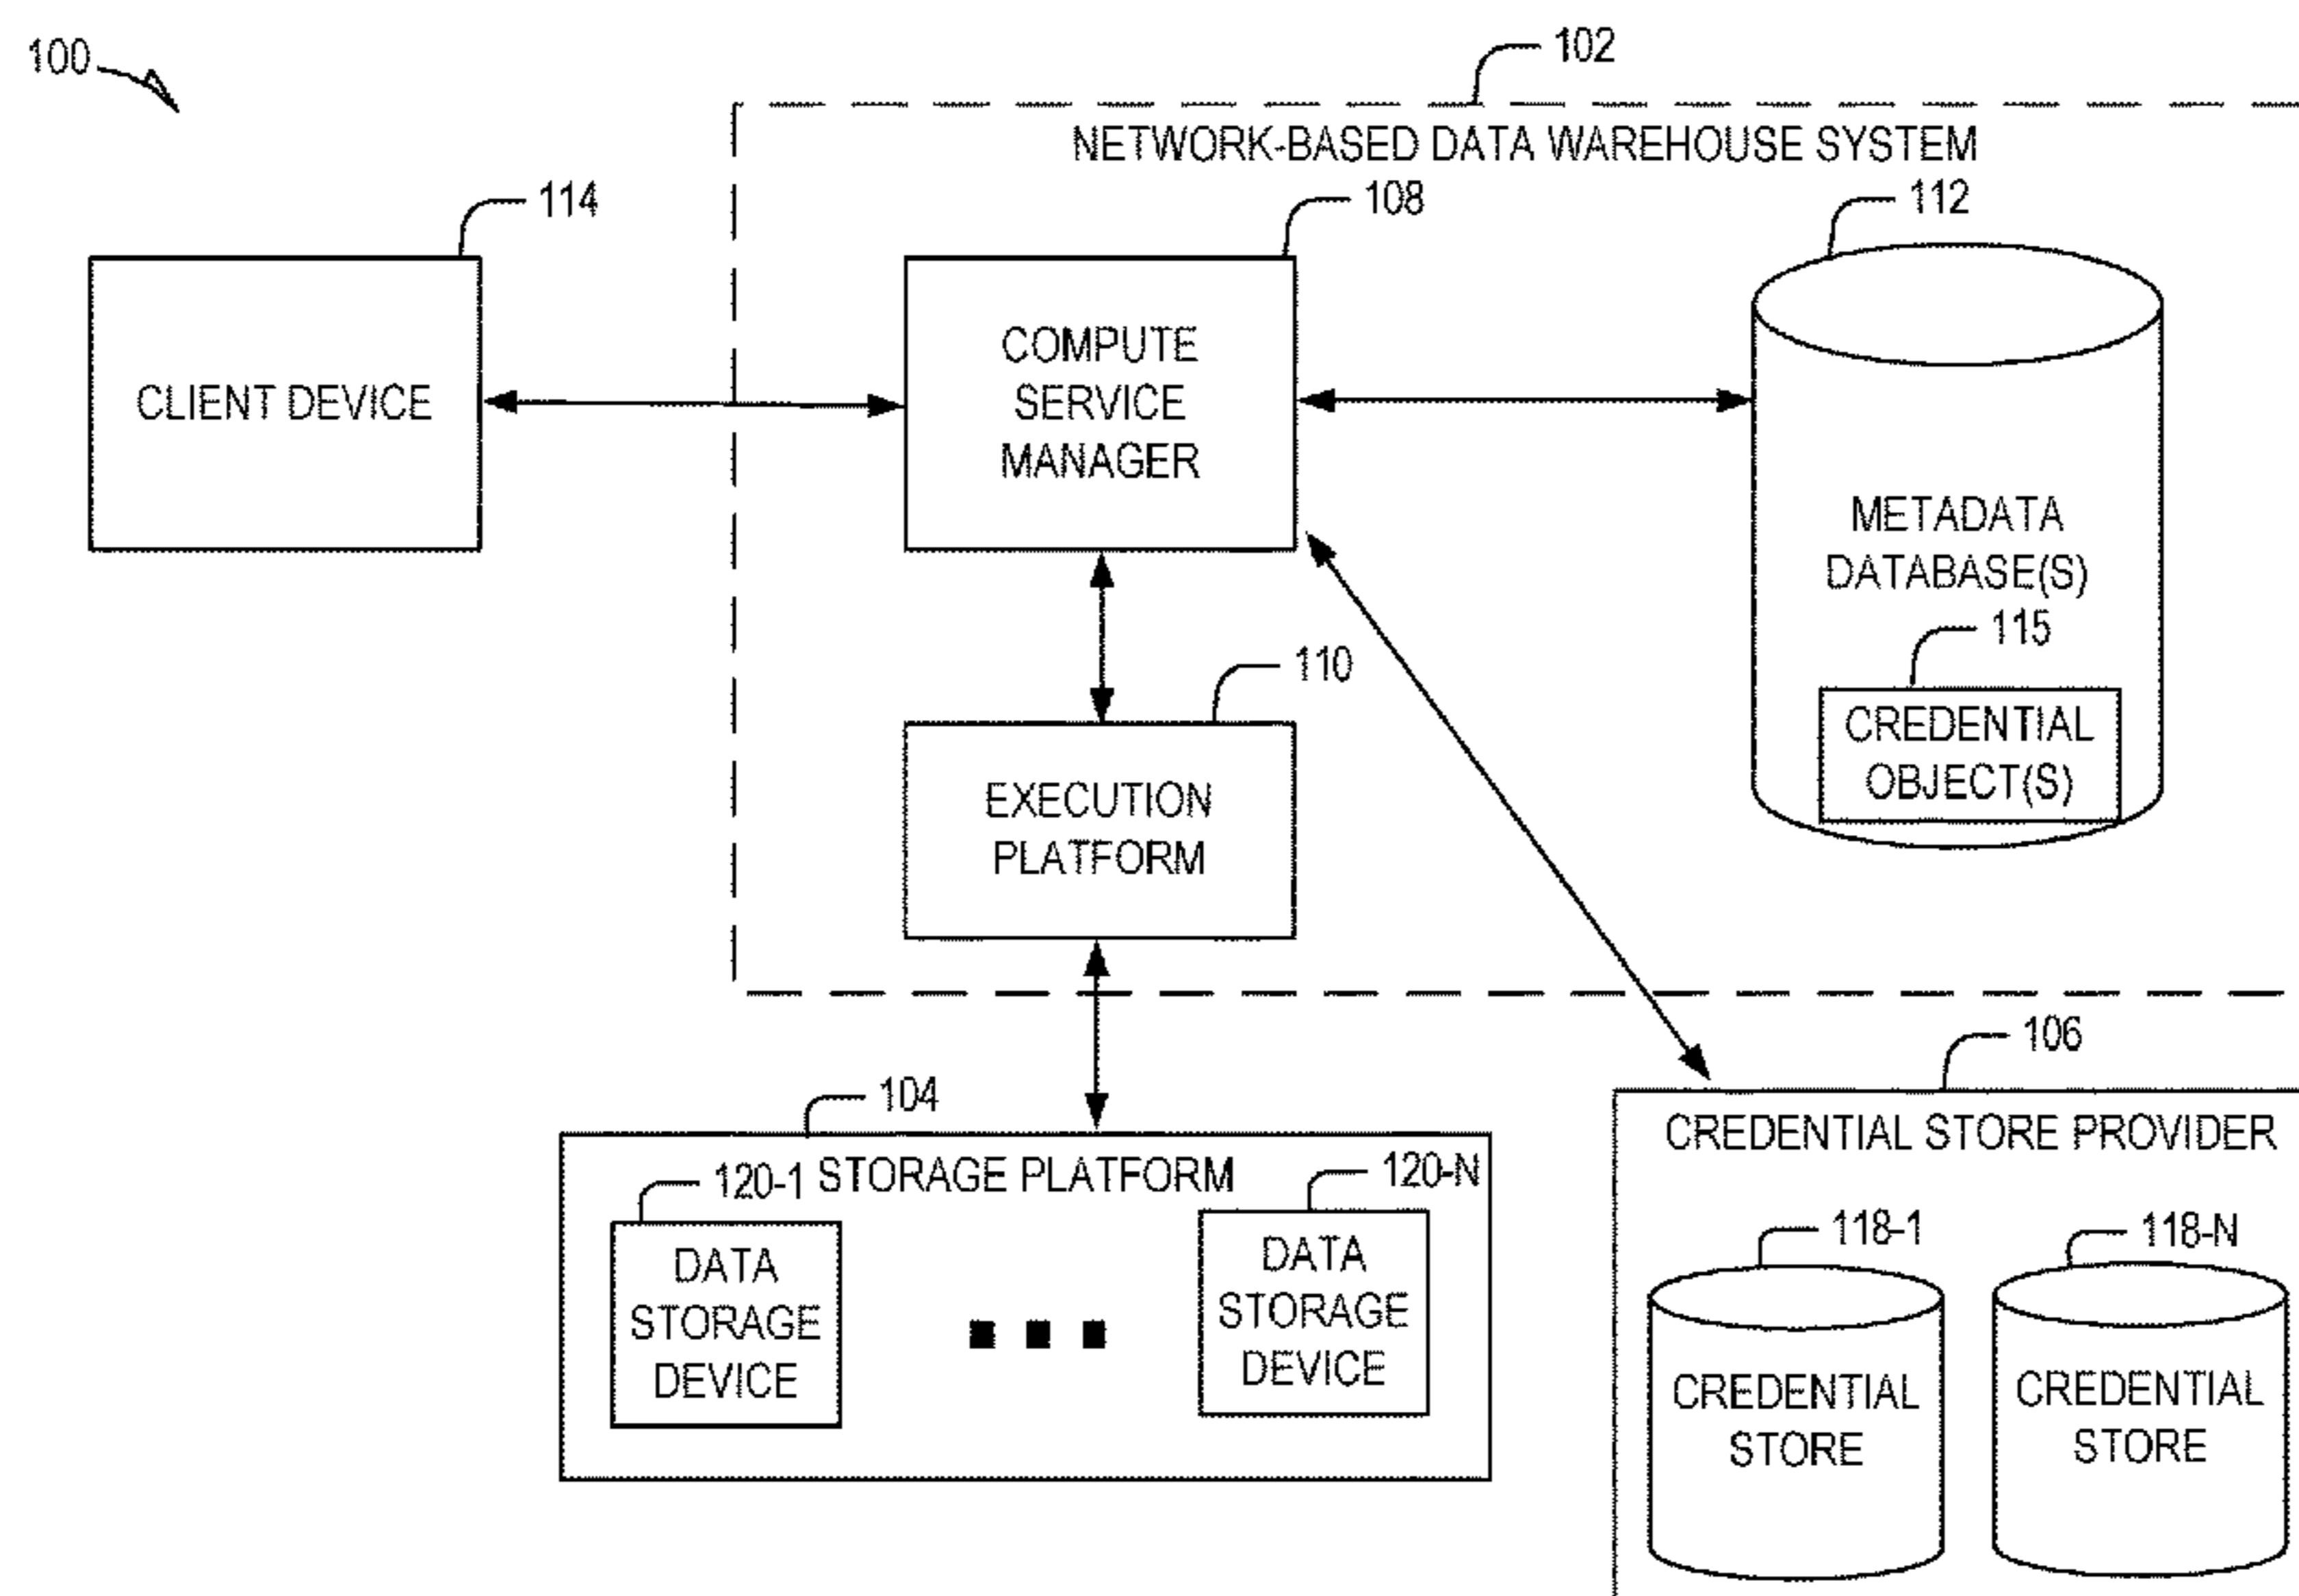 100
102
NETWORK-BASED DATA WAREHOUSE SYSTEM
114
108
112
CLIENT DEVICE
COMPUTE
SERVICE
MANAGER
METADATA
DATABASE(S)
115
CREDENTIAL
OBJECT(S)
110
EXECUTION
PLATFORM
106
104
CREDENTIAL STORE PROVIDER
STORAGE PLATFORM
120-1
120-N
DATA
STORAGE
DEVICE
DATA
STORAGE
DEVICE
118-1
118-N
CREDENTIAL
STORE
CREDENTIAL
STORE